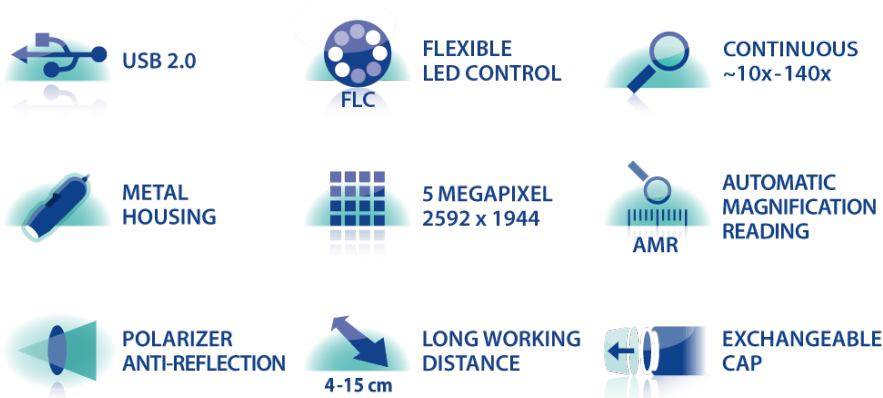 USB 2.0
FLC
FLEXIBLE
LED CONTROL
CONTINUOUS
~10x-140x
METAL
HOUSING
5 MEGAPIXEL
2592 x 1944
AMR
AUTOMATIC
MAGNIFICATION
READING
POLARIZER
ANTI-REFLECTION
4-15 cm
LONG WORKING
DISTANCE
EXCHANGEABLE
CAP